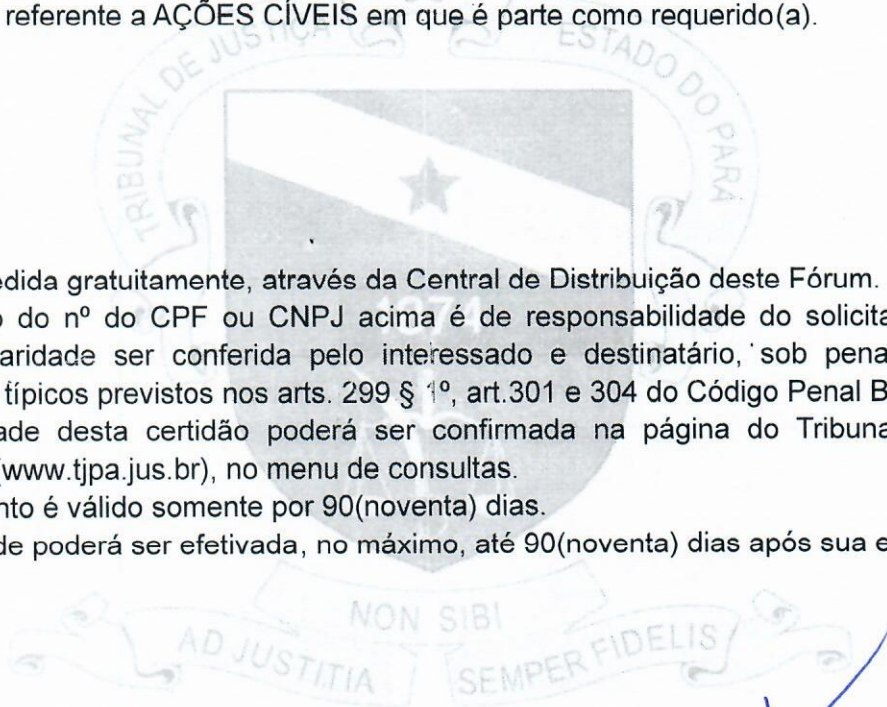 referente a AÇÕES CÍVEIS em que é parte como requerido(a).
TRIBUNAL DE JUSTIÇA DO ESTADO DO PARÁ
edida gratuitamente, através da Central de Distribuição deste Fórum.
o do nº do CPF ou CNPJ acima é de responsabilidade do solicita
aridade ser conferida pelo interessado e destinatário, sob pena
típicos previstos nos arts. 299 § 1º, art.301 e 304 do Código Penal B
ade desta certidão poderá ser confirmada na página do Tribuna
(www.tjpa.jus.br), no menu de consultas.
nto é válido somente por 90(noventa) dias.
de poderá ser efetivada, no máximo, até 90(noventa) dias após sua e
1874
NON SIBI
AD JUSTITIA SEMPER FIDELIS